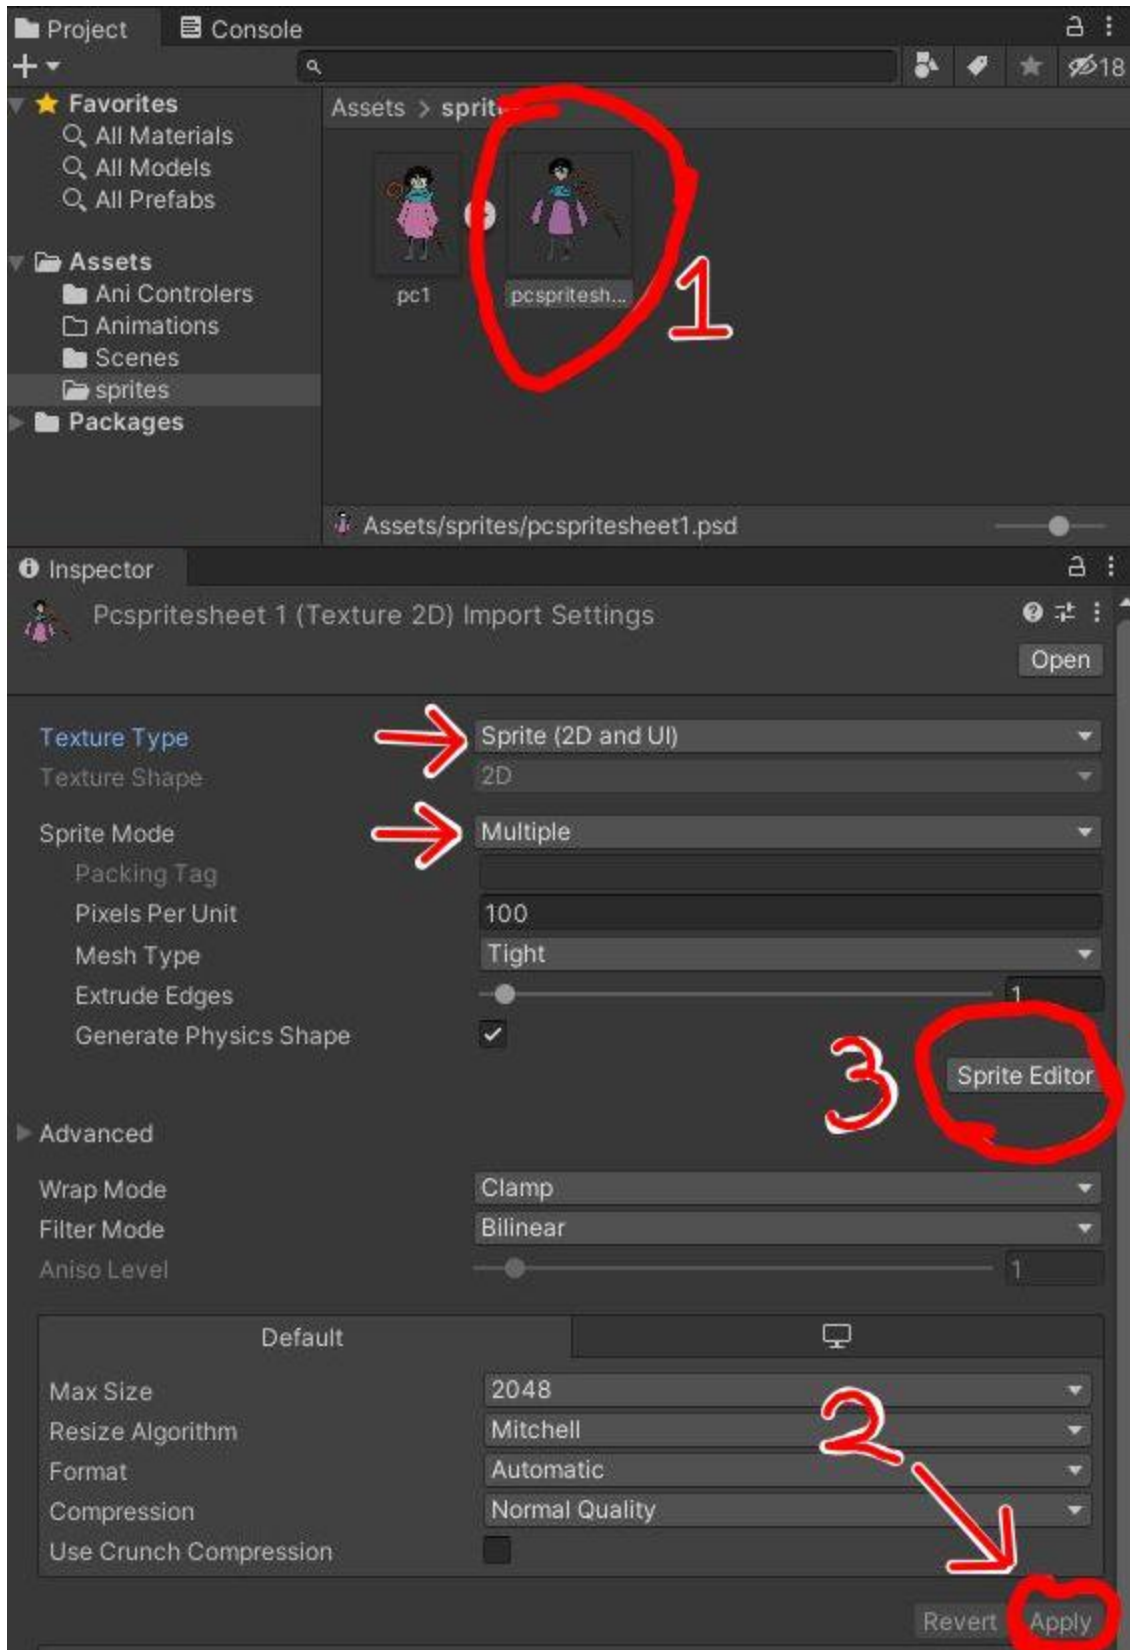 Project Console
18
Favorites
All Materials
All Models
All Prefabs
Assets
Ani Controlers
Animations
Scenes
sprites
Packages
Assets > sprite
pc1 pcspritesh...
1
Assets/sprites/pcspritesheet1.psd
Inspector
Pcspritesheet 1 (Texture 2D) Import Settings
Open
Texture Type Sprite (2D and UI)
Texture Shape 2D
Sprite Mode Multiple
Packing Tag
Pixels Per Unit 100
Mesh Type Tight
Extrude Edges 1
Generate Physics Shape
3
Sprite Editor
Advanced
Wrap Mode Clamp
Filter Mode Bilinear
Aniso Level 1
Default
Max Size 2048
Resize Algorithm Mitchell
2
Format Automatic
Compression Normal Quality
Use Crunch Compression
Revert Apply